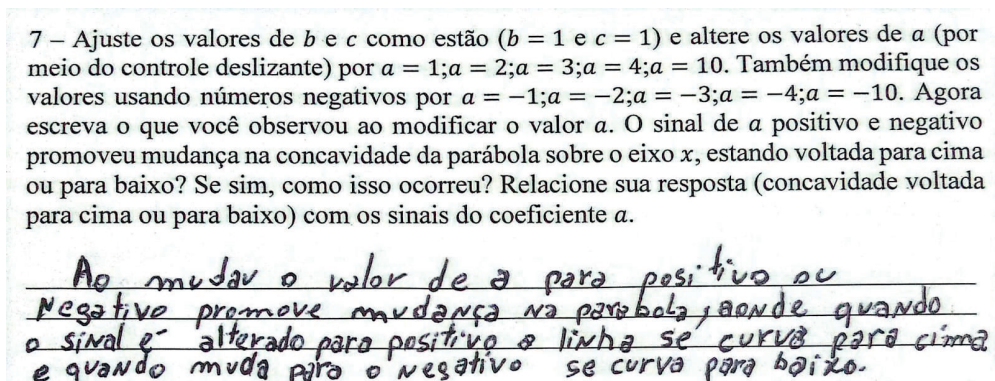 7 – Ajuste os valores de b e c como estão (b = 1 e c = 1) e altere os valores de a (por
meio do controle deslizante) por a = 1;a = 2;a = 3;a = 4;a = 10. Também modifique os
valores usando números negativos por a = −1;a = −2;a = −3;a = −4;a = −10. Agora
escreva o que você observou ao modificar o valor a. O sinal de a positivo e negativo
promoveu mudança na concavidade da parábola sobre o eixo x, estando voltada para cima
ou para baixo? Se sim, como isso ocorreu? Relacione sua resposta (concavidade voltada
para cima ou para baixo) com os sinais do coeficiente a.
Ao mudar o valor de a para positivo ou
Negativo promove mudança na parabola, aonde quando
o sinal é alterado para positivo a linha se curva para cima
e quando muda para o negativo se curva para baixo.